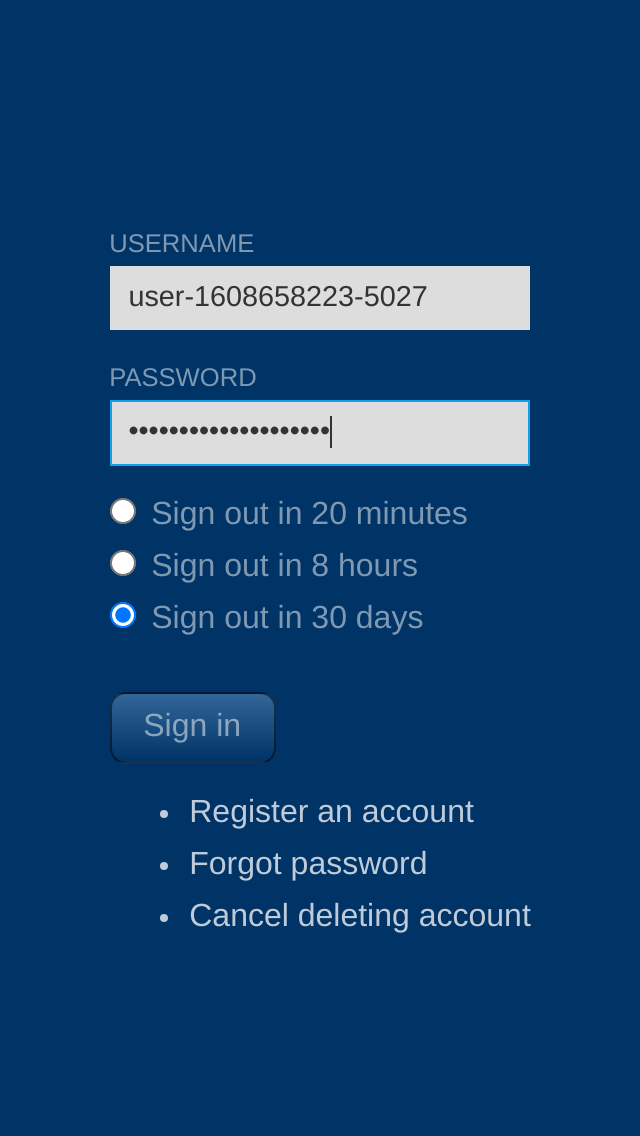 USERNAME
user-1608658223-5027
PASSWORD
••••••••••••••••••••
Sign out in 20 minutes
Sign out in 8 hours
Sign out in 30 days
Sign in
• Register an account
• Forgot password
• Cancel deleting account